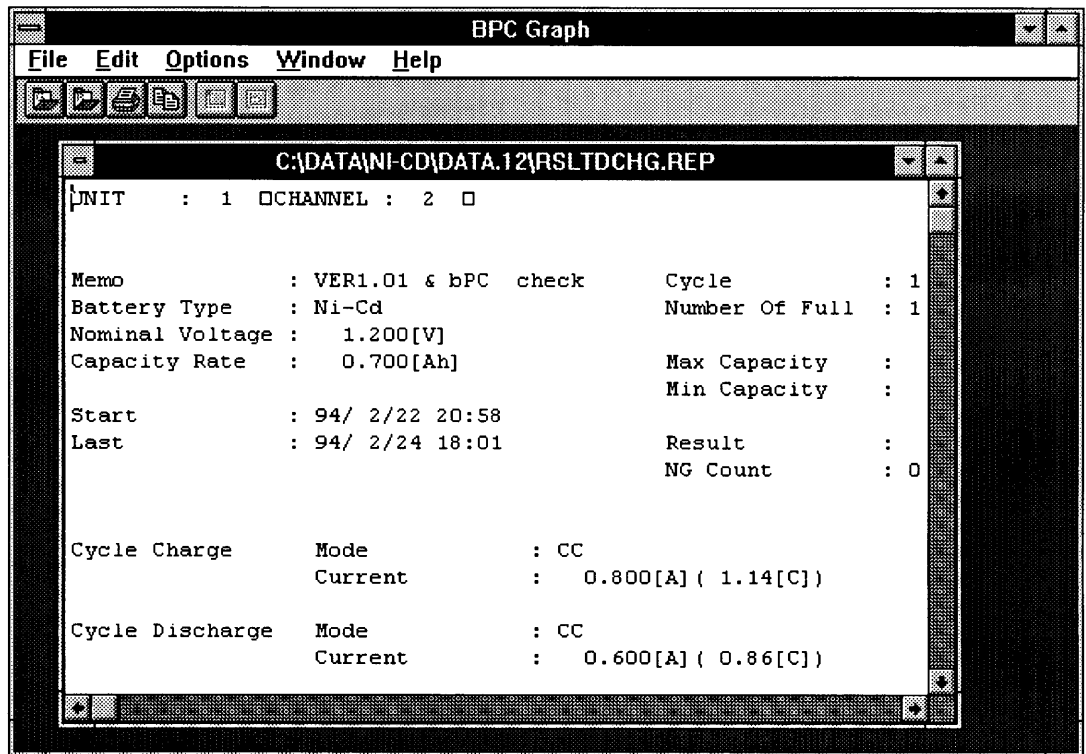 BPC Graph
File Edit Options Window Help
C:\DATA\NI-CD\DATA.12\RSLTDCHG.REP
UNIT : 1 □CHANNEL : 2 □
Memo : VER1.01 & bPC check Cycle : 1
Battery Type : Ni-Cd Number Of Full : 1
Nominal Voltage : 1.200[V]
Capacity Rate : 0.700[Ah] Max Capacity :
Min Capacity :
Start : 94/ 2/22 20:58
Last : 94/ 2/24 18:01 Result :
NG Count : 0
Cycle Charge Mode : CC
Current : 0.800[A]( 1.14[C])
Cycle Discharge Mode : CC
Current : 0.600[A]( 0.86[C])